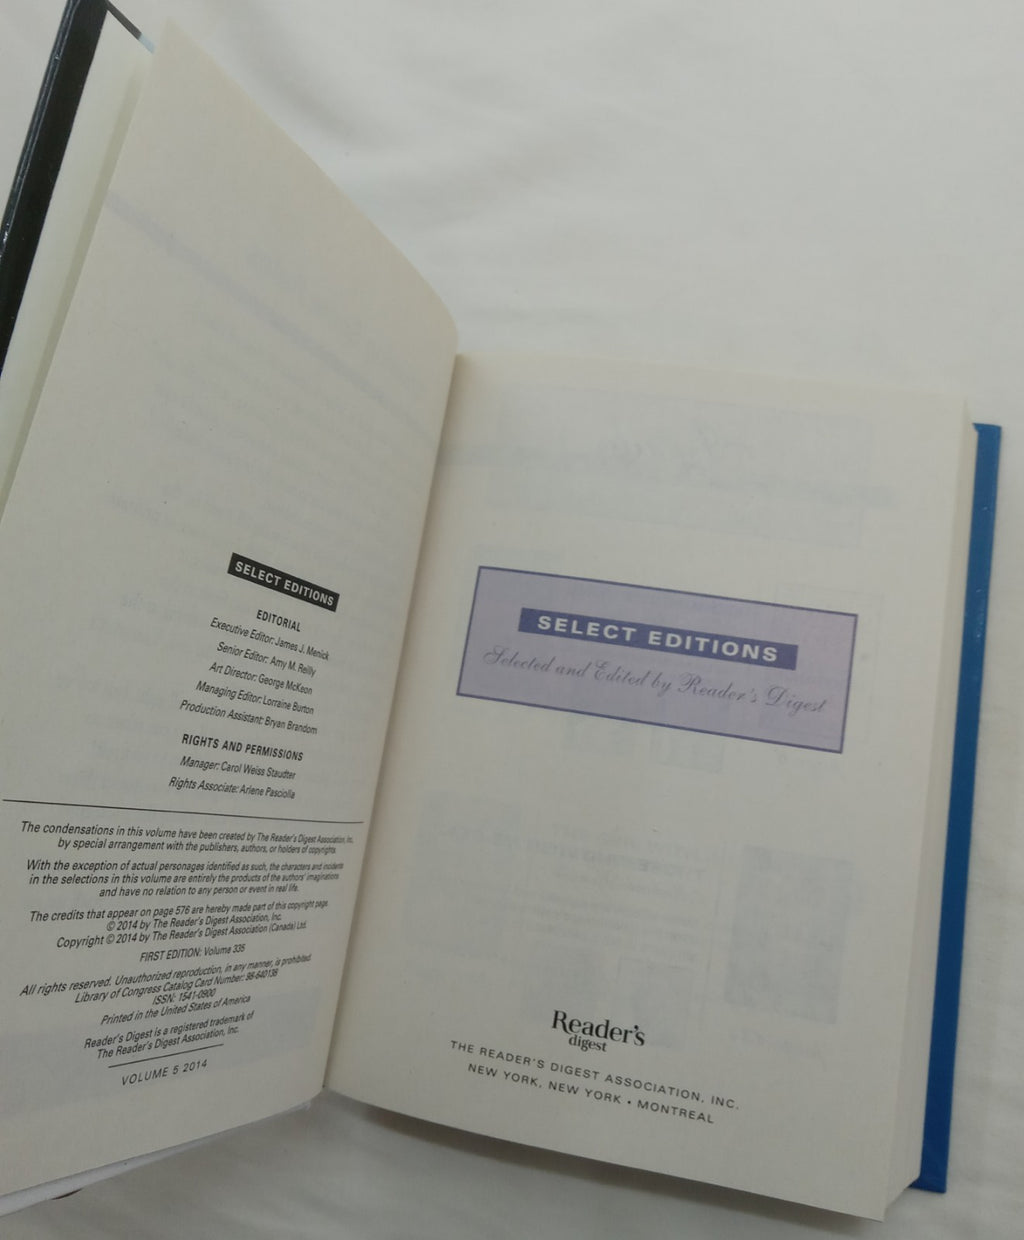 SELECT EDITIONS
EDITORIAL
Executive Editor: James J. Menick
Senior Editor: Amy M. Reilly
Art Director: George McKeon
Managing Editor: Lorraine Burton
Production Assistant: Bryan Brandom
RIGHTS AND PERMISSIONS
Manager: Carol Weiss Staudter
Rights Associate: Arlene Pasciolla
The condensations in this volume have been created by The Reader's Digest Association, Inc.
by special arrangement with the publishers, authors, or holders of copyrights.
With the exception of actual personages identified as such, the characters and incidents
in the selections in this volume are entirely the products of the authors' imaginations
and have no relation to any person or event in real life.
The credits that appear on page 576 are hereby made part of this copyright page.
© 2014 by The Reader's Digest Association, Inc.
Copyright © 2014 by The Reader's Digest Association (Canada) Ltd.
FIRST EDITION: Volume 335
All rights reserved. Unauthorized reproduction, in any manner, is prohibited.
Library of Congress Catalog Card Number: 98-640138
ISSN: 1541-0900
Printed in the United States of America
Reader's Digest is a registered trademark of
The Reader's Digest Association, Inc.
VOLUME 5 2014
SELECT EDITIONS
Selected and Edited by Reader's Digest
Reader's
digest
THE READER'S DIGEST ASSOCIATION, INC.
NEW YORK, NEW YORK • MONTREAL